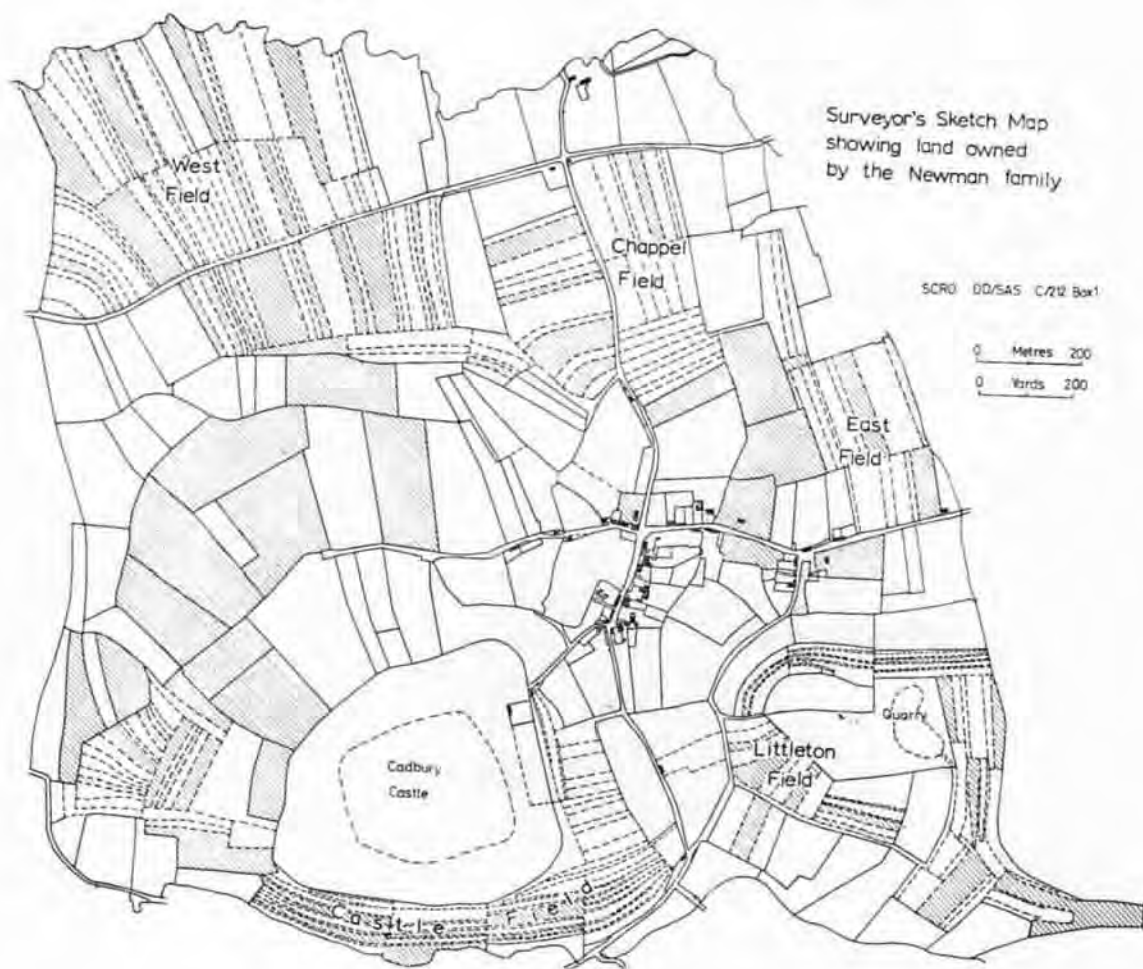 Surveyor's Sketch Map
showing land owned
by the Newman family
SCRO DD/SAS C/212 Box1
0 Metres 200
0 Yards 200
West
Field
Chappel
Field
East
Field
Quarry
Littleton
Field
Cadbury
Castle
Castle Field